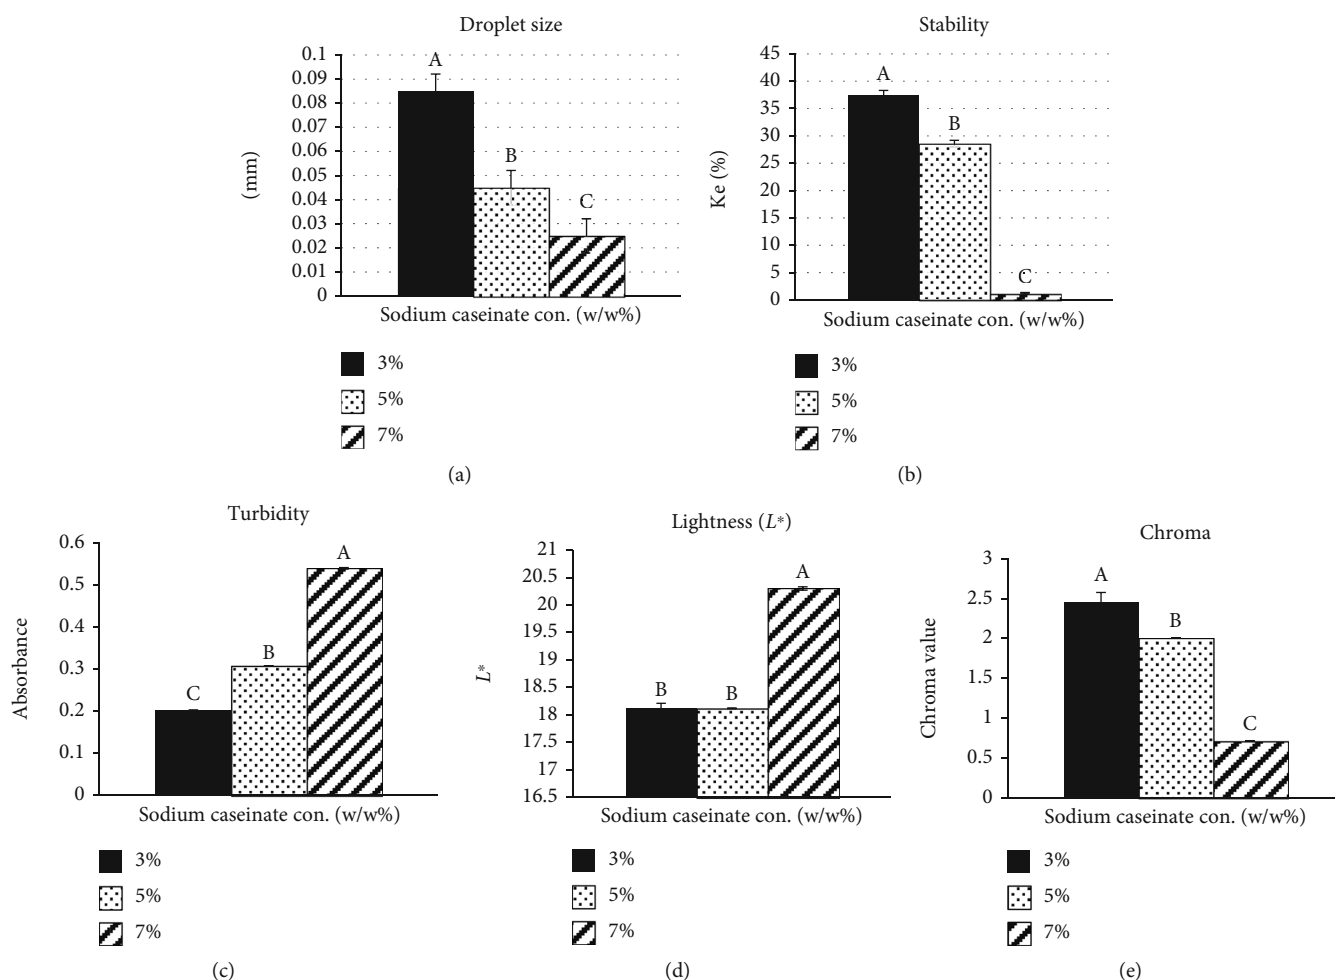 Droplet size
0.1
0.09
0.08
0.07
0.06
0.05
0.04
0.03
0.02
0.01
0
(mm)
A
B
C
Sodium caseinate con. (w/w%)
3%
5%
7%
(a)
Stability
45
40
35
30
25
20
15
10
5
0
Ke (%)
A
B
C
Sodium caseinate con. (w/w%)
3%
5%
7%
(b)
Turbidity
0.6
0.5
0.4
0.3
0.2
0.1
0
Absorbance
C
B
A
Sodium caseinate con. (w/w%)
3%
5%
7%
(c)
Lightness (L*)
21
20.5
20
19.5
19
18.5
18
17.5
17
16.5
L*
B
B
A
Sodium caseinate con. (w/w%)
3%
5%
7%
(d)
Chroma
3
2.5
2
1.5
1
0.5
0
Chroma value
A
B
C
Sodium caseinate con. (w/w%)
3%
5%
7%
(e)